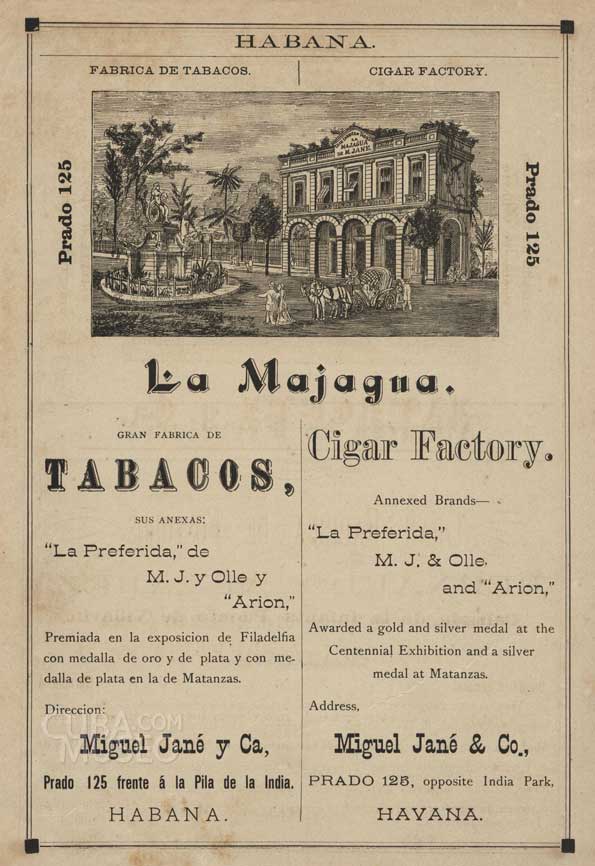 HABANA.
FABRICA DE TABACOS.
CIGAR FACTORY.
Prado 125
LA
MAJAGUA
DE M. JANE.
Prado 125
La Majagua.
GRAN FABRICA DE
TABACOS,
SUS ANEXAS:
"La Preferida," de
M. J. y Olle y
"Arion,"
Premiada en la exposicion de Filadelfia
con medalla de oro y de plata y con me-
dalla de plata en la de Matanzas.
Direccion:
Miguel Jané y Ca,
Prado 125 frente á la Pila de la India.
HABANA.
Cigar Factory.
Annexed Brands—
"La Preferida,"
M. J. & Olle,
and "Arion,"
Awarded a gold and silver medal at the
Centennial Exhibition and a silver
medal at Matanzas.
Address,
Miguel Jané & Co.,
PRADO 125, opposite India Park,
HAVANA.
CUBA.COM
MUSEO